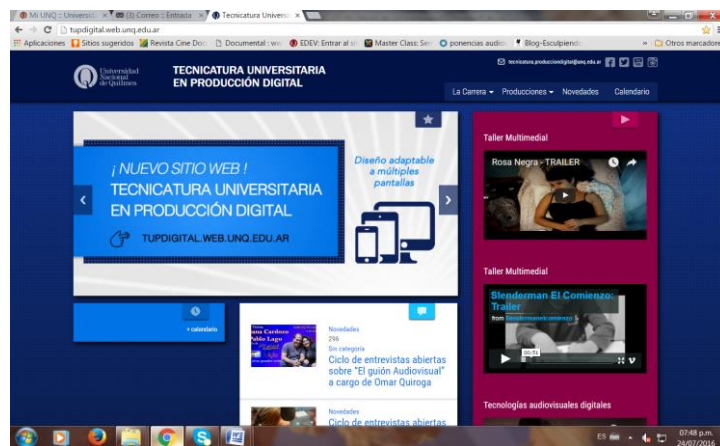 Mi UNQ :: Universid
(3) Correo :: Entrada
Tecnicatura Universi
tupdigital.web.unq.edu.ar
Aplicaciones
Sitios sugeridos
Revista Cine Doc
Documental : we
EDEV: Entrar al si
Master Class: Ser
ponencias audio
Blog-Esculpiend
»
Otros marcadores
Universidad
Nacional
de Quilmes
TECNICATURA UNIVERSITARIA
EN PRODUCCIÓN DIGITAL
La Carrera
Producciones
Novedades
Calendario
¡ NUEVO SITIO WEB !
TECNICATURA UNIVERSITARIA
EN PRODUCCIÓN DIGITAL
TUPDIGITAL.WEB.UNQ.EDU.AR
Diseño adaptable
a múltiples
pantallas
+ calendario
Novedades
298
Sin categoría
Ciclo de entrevistas abiertas
sobre "El guión Audiovisual"
a cargo de Omar Quiroga
Novedades
Ciclo de entrevistas abiertas
Taller Multimedial
Rosa Negra - TRAILER
Taller Multimedial
Slenderman El Comienzo:
Trailer
from
Tecnologías audiovisuales digitales
ES
07:48 p.m.
24/07/2016